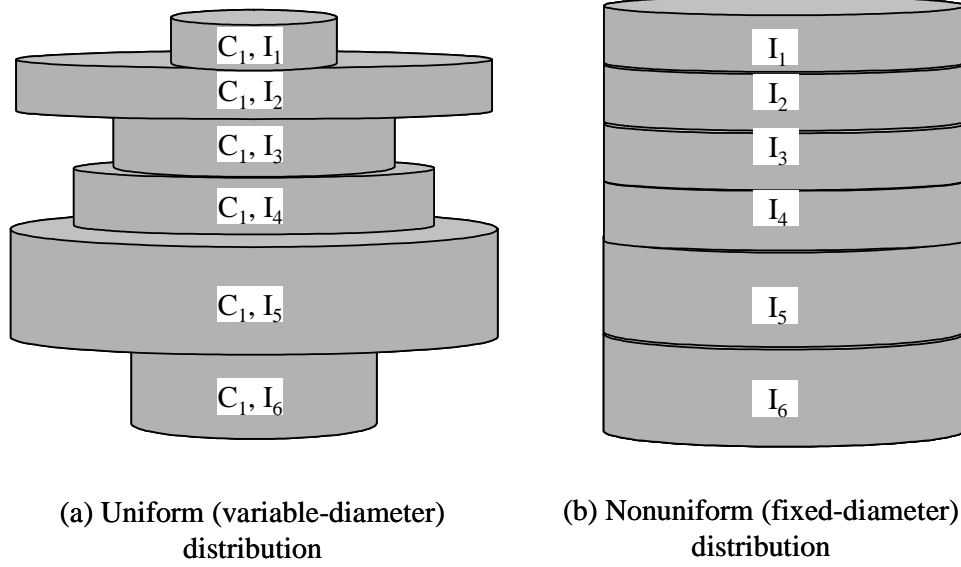 C₁, I₁
C₁, I₂
C₁, I₃
C₁, I₄
C₁, I₅
C₁, I₆
(a) Uniform (variable-diameter)
distribution
I₁
I₂
I₃
I₄
I₅
I₆
(b) Nonuniform (fixed-diameter)
distribution